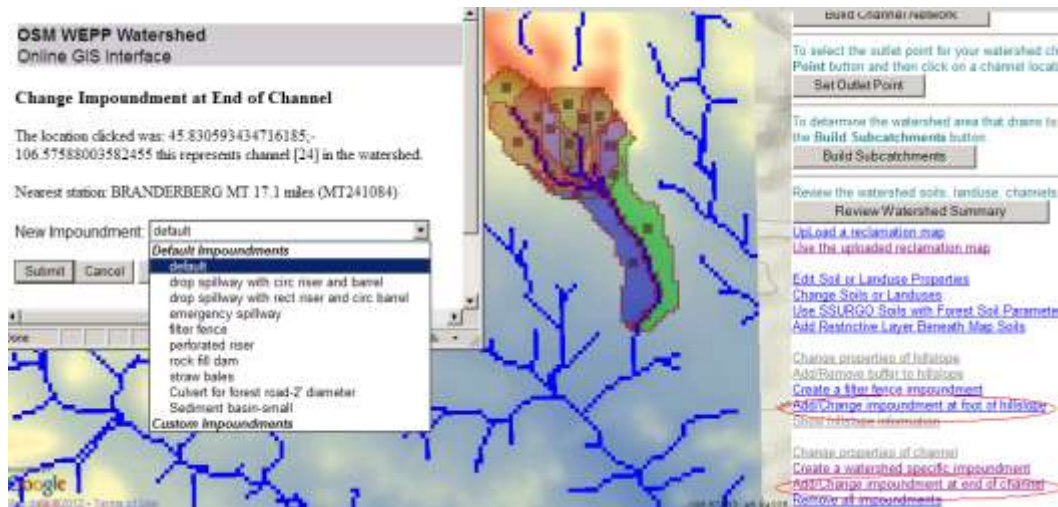 OSM WEPP Watershed
Online GIS Interface
Change Impoundment at End of Channel
The location clicked was: 45.830593434716185,-
106.57588003582455 this represents channel [24] in the watershed.
Nearest station: BRANDERBERG MT 17.1 miles (MT241084)
New Impoundment: default
Default Impoundments
default
drop spillway with circ riser and barrel
drop spillway with rect riser and circ barrel
emergency spillway
filter fence
perforated riser
rock fill dam
straw bales
Culvert for forest road-2' diameter
Sediment basin-small
Custom Impoundments
Submit
Cancel
Build Channel Network
To select the outlet point for your watershed
Point button and then click on a channel
Set Outlet Point
To determine the watershed area that drains to
the Build Subcatchments button
Build Subcatchments
Review the watershed soils, landuse, channels
Review Watershed Summary
UpLoad a reclamation map
Use the uploaded reclamation map
Edit Soil or Landuse Properties
Change Soils or Landuses
Use SSURGO Soils with Forest Soil
Add Restrictive Layer Beneath Map Soils
Change properties of hillslope
Add/Remove buffer to hillslope
Create a filter fence impoundment
Add/Change impoundment at foot of hillslope
Show hillslope information
Change properties of channel
Create a watershed specific impoundment
Add/Change impoundment at end of channel
Remove all impoundments